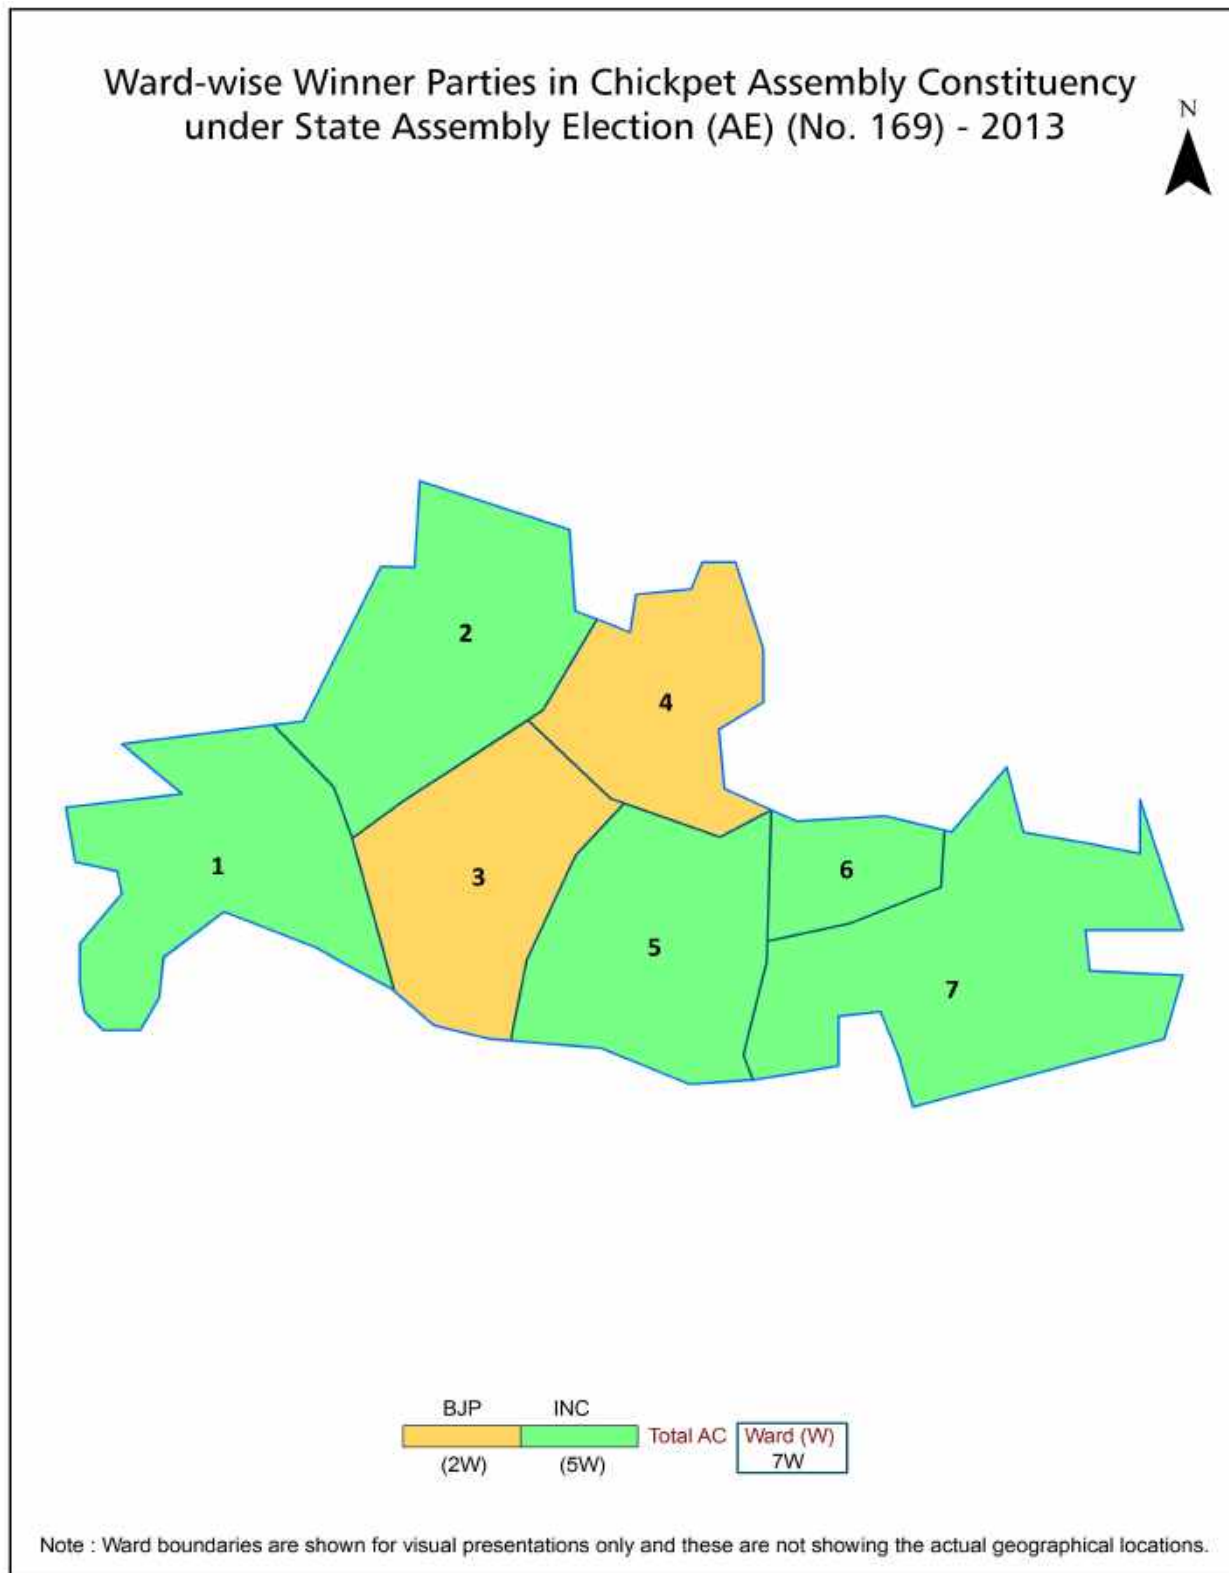 Ward-wise Winner Parties in Chickpet Assembly Constituency
under State Assembly Election (AE) (No. 169) - 2013
N
2
4
1
3
6
5
7
BJP INC
Total AC Ward (W)
(2W) (5W) 7W
Note : Ward boundaries are shown for visual presentations only and these are not showing the actual geographical locations.